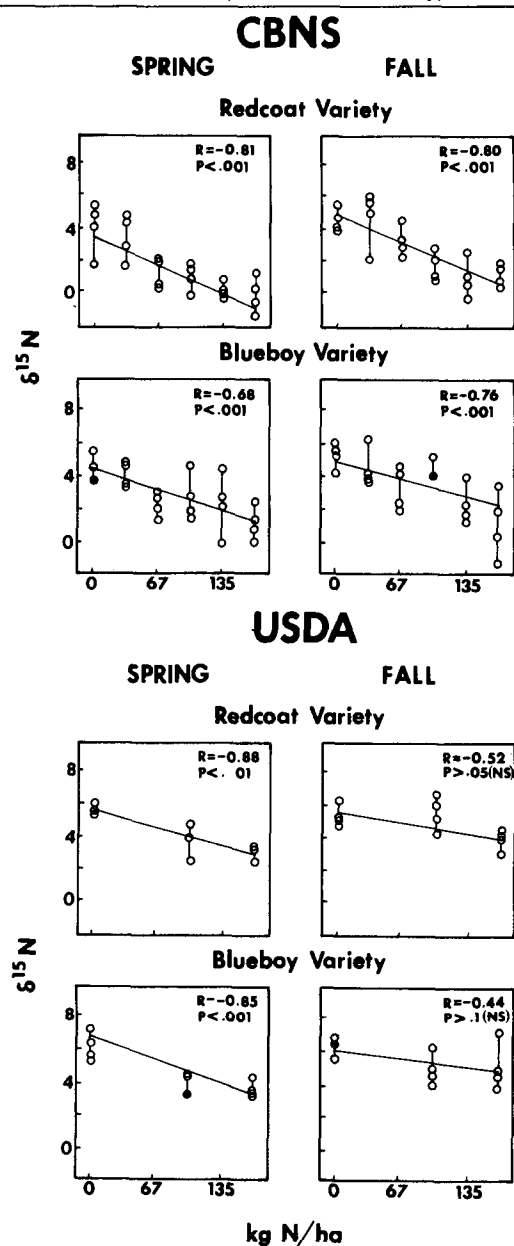 CBNS
SPRING FALL
Redcoat Variety
R=-0.81
P<.001
R=-0.80
P<.001
8
4
0
δ15N
Blueboy Variety
R=-0.68
P<.001
R=-0.76
P<.001
8
4
0
0 67 135 0 67 135
USDA
SPRING FALL
Redcoat Variety
R=-0.88
P<.01
R=-0.52
P>.05(NS)
8
4
0
δ15N
Blueboy Variety
R=-0.85
P<.001
R=-0.44
P>.1(NS)
8
4
0
0 67 135 0 67 135
kg N/ha